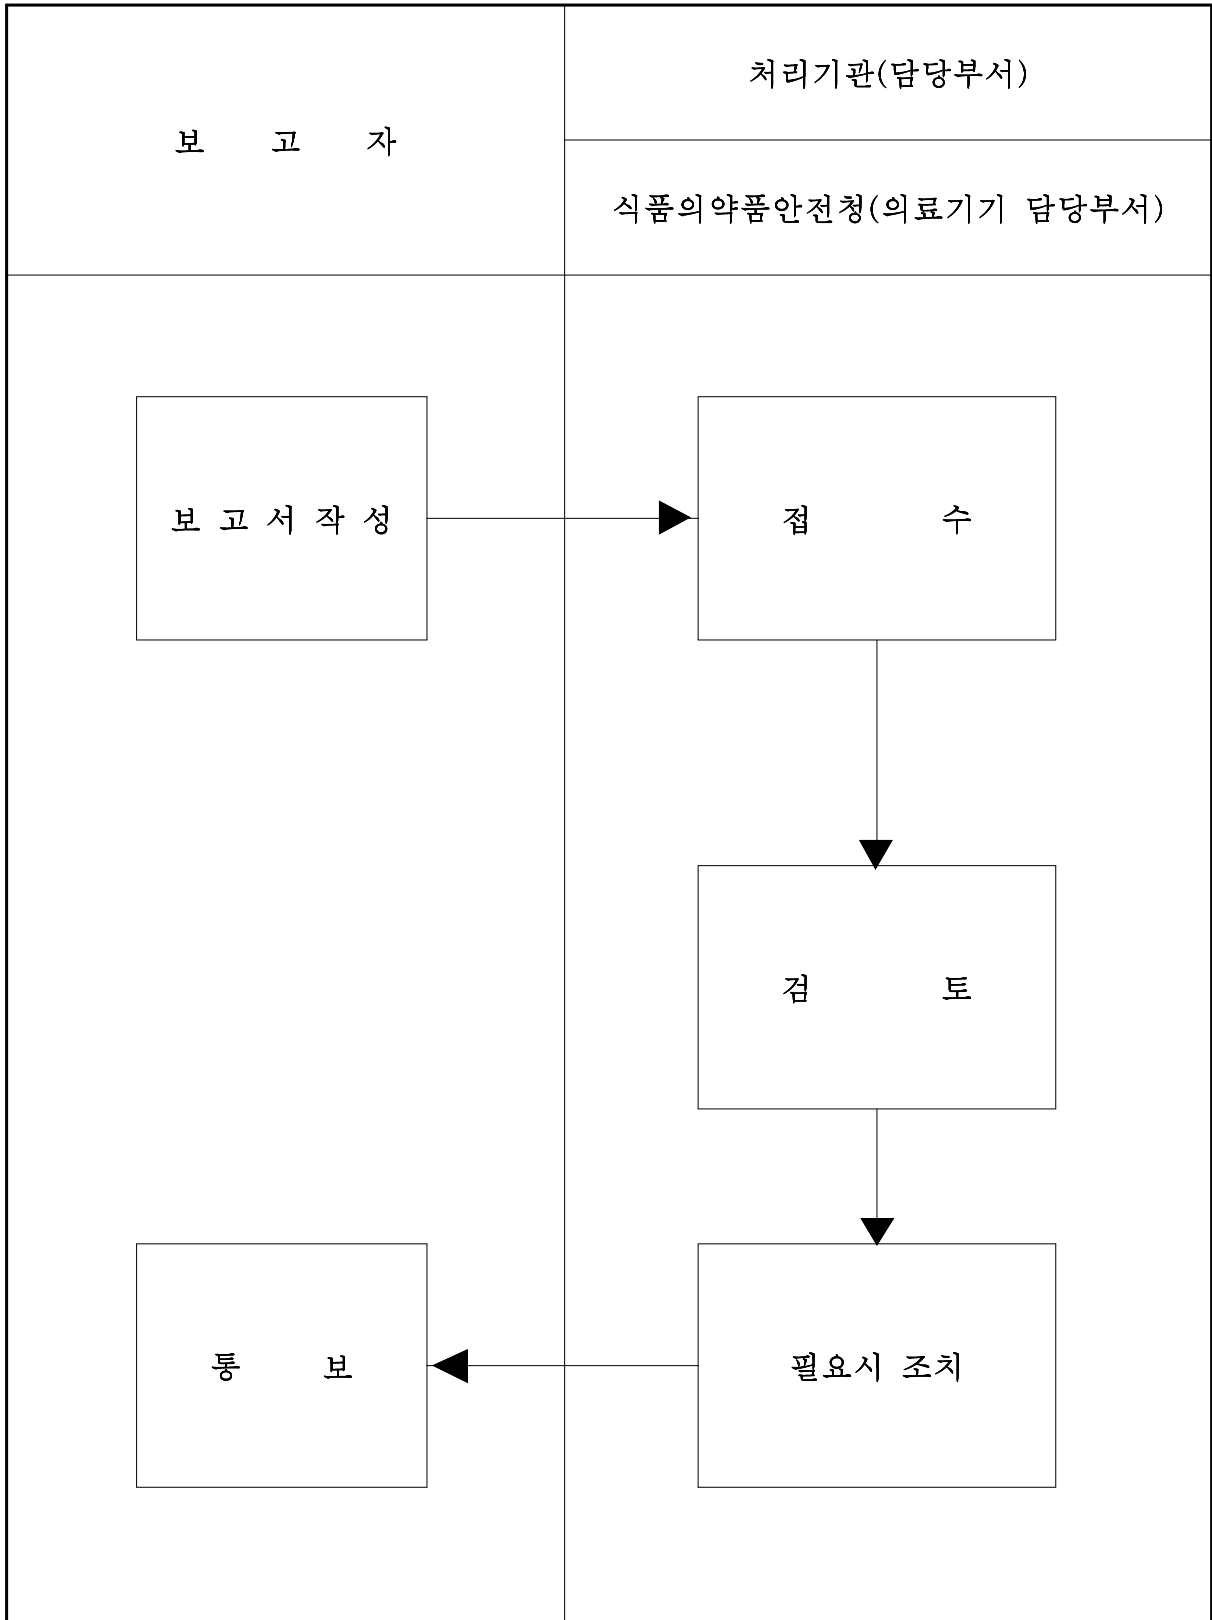 처리기관(담당부서)
보 고 자
식품의약품안전청(의료기기 담당부서)
보 고 서 작 성
접 수
검 토
통 보
필요시 조치